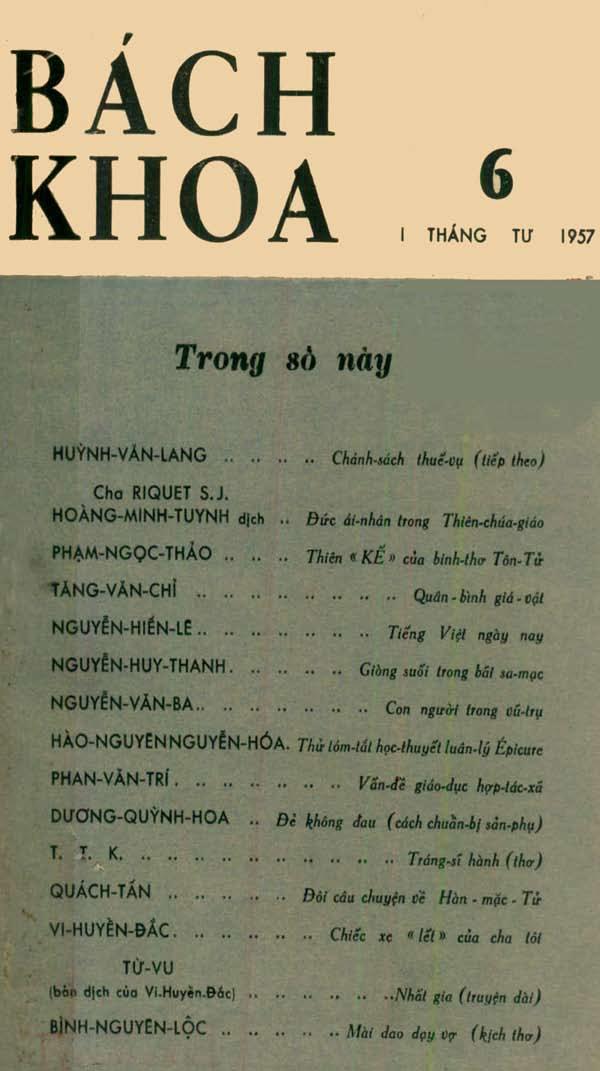 BÁCH
KHOA
6
1 THÁNG TƯ 1957
Trong số này
HUỲNH-VĂN-LANG .. .. .. .. Chánh-sách thuế-vụ (tiếp theo)
Cha RIQUET S.J.
HOÀNG-MINH-TUYNH dịch .. Đức ái-nhân trong Thiên-chúa-giáo
PHẠM-NGỌC-THẢO .. .. .. Thiên « KẾ » của binh-thơ Tôn-Tử
TĂNG-VĂN-CHỈ .. .. .. .. .. .. .. Quân-bình giá-vật
NGUYỄN-HIẾN-LÊ .. .. .. .. .. .. Tiếng Việt ngày nay
NGUYỄN-HUY-THANH. .. .. .. .. Giòng suối trong bãi sa-mạc
NGUYỄN-VĂN-BA.. .. .. .. .. .. Con người trong vũ-trụ
HÀO-NGUYÊN NGUYỄN-HÓA. Thử tóm-tắt học-thuyết luân-lý Épicure
PHAN-VĂN-TRÍ. .. .. .. .. .. Vấn-đề giáo-dục hợp-tác-xã
DƯƠNG-QUỲNH-HOA .. Đẻ không đau (cách chuẩn-bị sản-phụ)
T. T. K. .. .. .. .. .. .. .. .. .. Tráng-sĩ hành (thơ)
QUÁCH-TẤN .. .. .. .. .. Đôi câu chuyện về Hàn-mặc-Tử
VI-HUYỀN-ĐẮC. .. .. .. .. .. Chiếc xe « lết » của cha tôi
TỪ-VU
(bản dịch của Vi.Huyền.Đắc) .. .. .. .. .. ..Nhất gia (truyện dài)
BÌNH-NGUYÊN-LỘC .. .. .. .. .. Mài dao dạy vợ (kịch thơ)